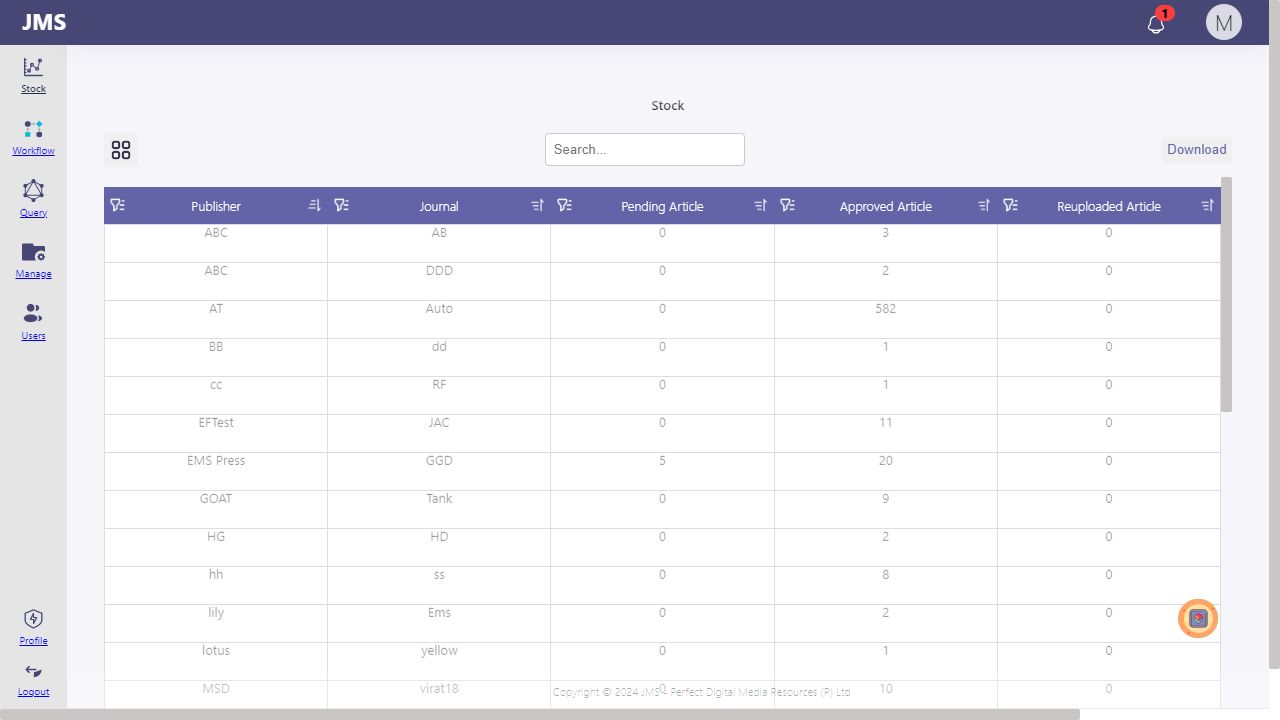 JMS
1
M
Stock
Workflow
Query
Manage
Users
Profile
Logout
Stock
Search...
Download
Publisher Journal Pending Article Approved Article Reuploaded Article
ABC AB 0 3 0
ABC DDD 0 2 0
AT Auto 0 582 0
BB dd 0 1 0
cc RF 0 1 0
EFTest JAC 0 11 0
EMS Press GGD 5 20 0
GOAT Tank 0 9 0
HG HD 0 2 0
hh ss 0 8 0
lily Ems 0 2 0
lotus yellow 0 1 0
MSD virat18 0 10 0
Copyright © 2024 JMS - Perfect Digital Media Resources (P) Ltd